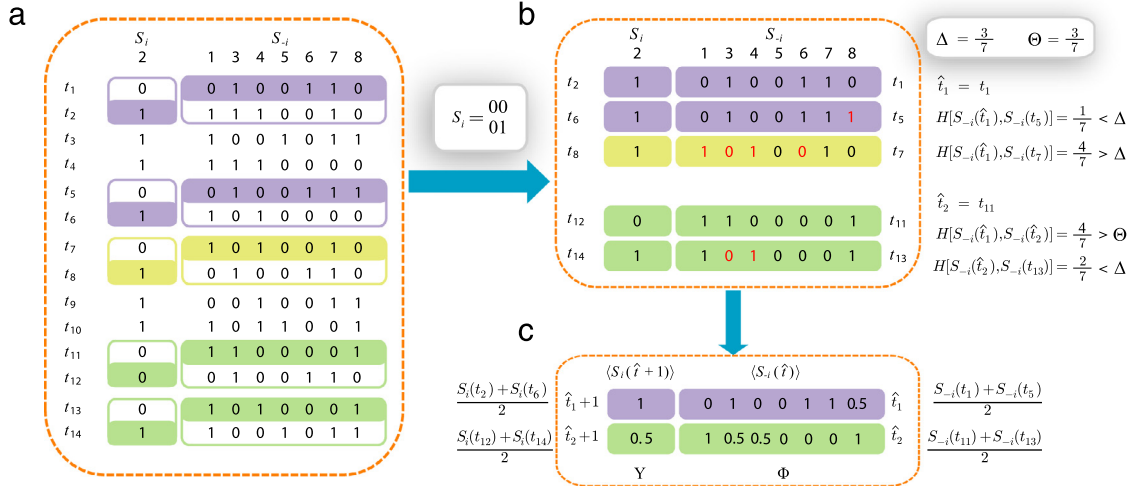 a
S_i S_-i
2 1 3 4 5 6 7 8
t_1 0 0 1 0 0 1 1 0
t_2 1 1 1 1 0 0 1 0
t_3 1 1 0 0 1 0 1 1
t_4 1 1 1 1 0 0 0 0
t_5 0 0 1 0 0 1 1 1
t_6 1 1 0 1 0 0 0 0
t_7 0 1 0 1 0 0 1 0
t_8 1 0 1 0 0 1 1 0
t_9 1 0 0 1 0 0 1 1
t_10 1 1 0 1 1 0 0 1
t_11 0 1 1 0 0 0 0 1
t_12 0 0 1 0 0 1 1 0
t_13 0 1 0 1 0 0 0 1
t_14 1 1 0 0 1 0 1 1
S_i = 00
01
b
S_i S_-i
2 1 3 4 5 6 7 8
t_2 1 0 1 0 0 1 1 0 t_1
t_6 1 0 1 0 0 1 1 1 t_5
t_8 1 1 0 1 0 0 1 0 t_7
t_12 0 1 1 0 0 0 0 1 t_11
t_14 1 1 0 1 0 0 0 1 t_13
Δ = 3/7 Θ = 3/7
t̂_1 = t_1
H[S_-i(t̂_1),S_-i(t_5)] = 1/7 < Δ
H[S_-i(t̂_1),S_-i(t_7)] = 4/7 > Δ
t̂_2 = t_11
H[S_-i(t̂_1),S_-i(t̂_2)] = 4/7 > Θ
H[S_-i(t̂_2),S_-i(t_13)] = 2/7 < Δ
c
⟨S_i(t̂+1)⟩ ⟨S_-i(t̂)⟩
S_i(t_2)+S_i(t_6)/2 t̂_1+1 1 0 1 0 0 1 1 0.5 t̂_1 S_-i(t_1)+S_-i(t_5)/2
S_i(t_12)+S_i(t_14)/2 t̂_2+1 0.5 1 0.5 0.5 0 0 0 1 t̂_2 S_-i(t_11)+S_-i(t_13)/2
Υ Φ